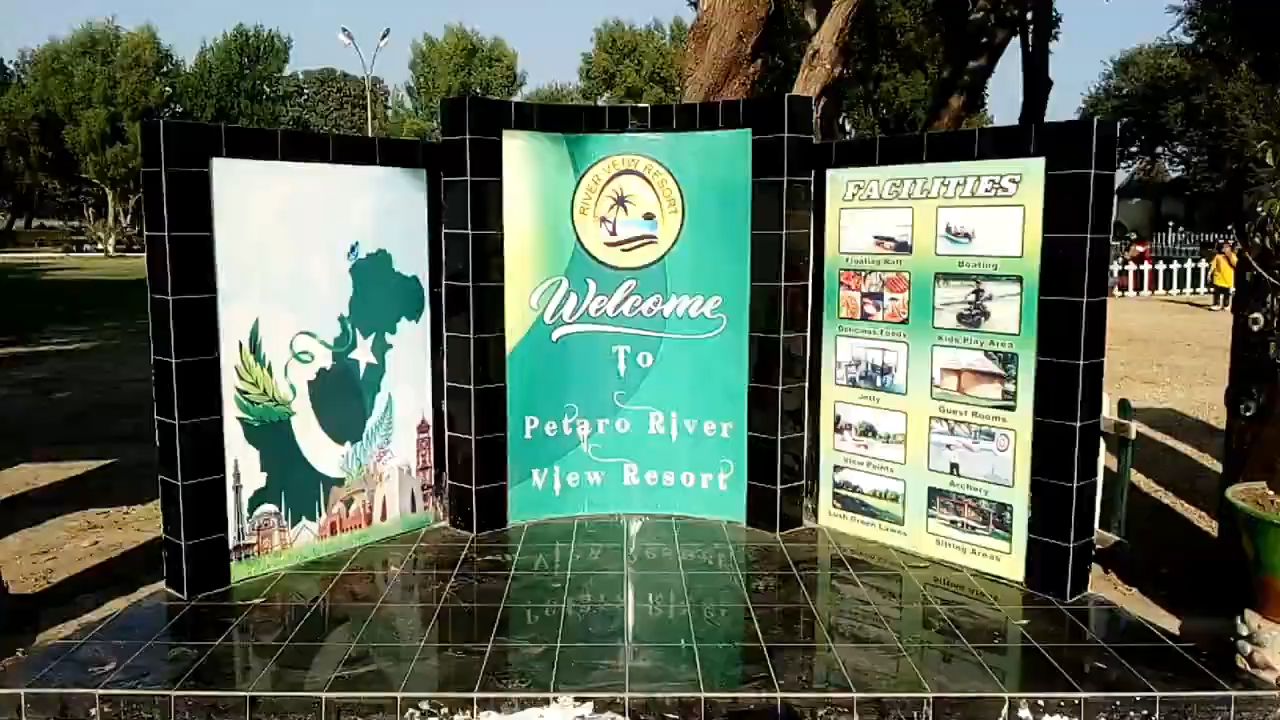 RIVER VEIW RESORT
Welcome
To
Petaro River
View Resort
FACILITIES
Floating Raft
Boating
Delicious Foods
Kids Play Area
Jetty
Guest Rooms
View Points
Archery
Lush Green Lawns
Sitting Areas